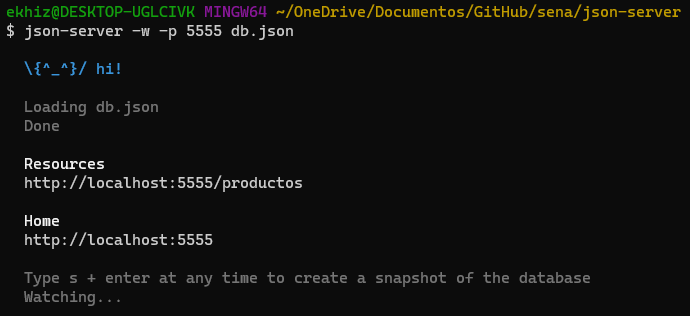 ekhiz@DESKTOP-UGLCIVK MINGW64 ~/OneDrive/Documentos/GitHub/sena/json-server
$ json-server -w -p 5555 db.json
\{^_^}/ hi!
Loading db.json
Done
Resources
http://localhost:5555/productos
Home
http://localhost:5555
Type s + enter at any time to create a snapshot of the database
Watching...